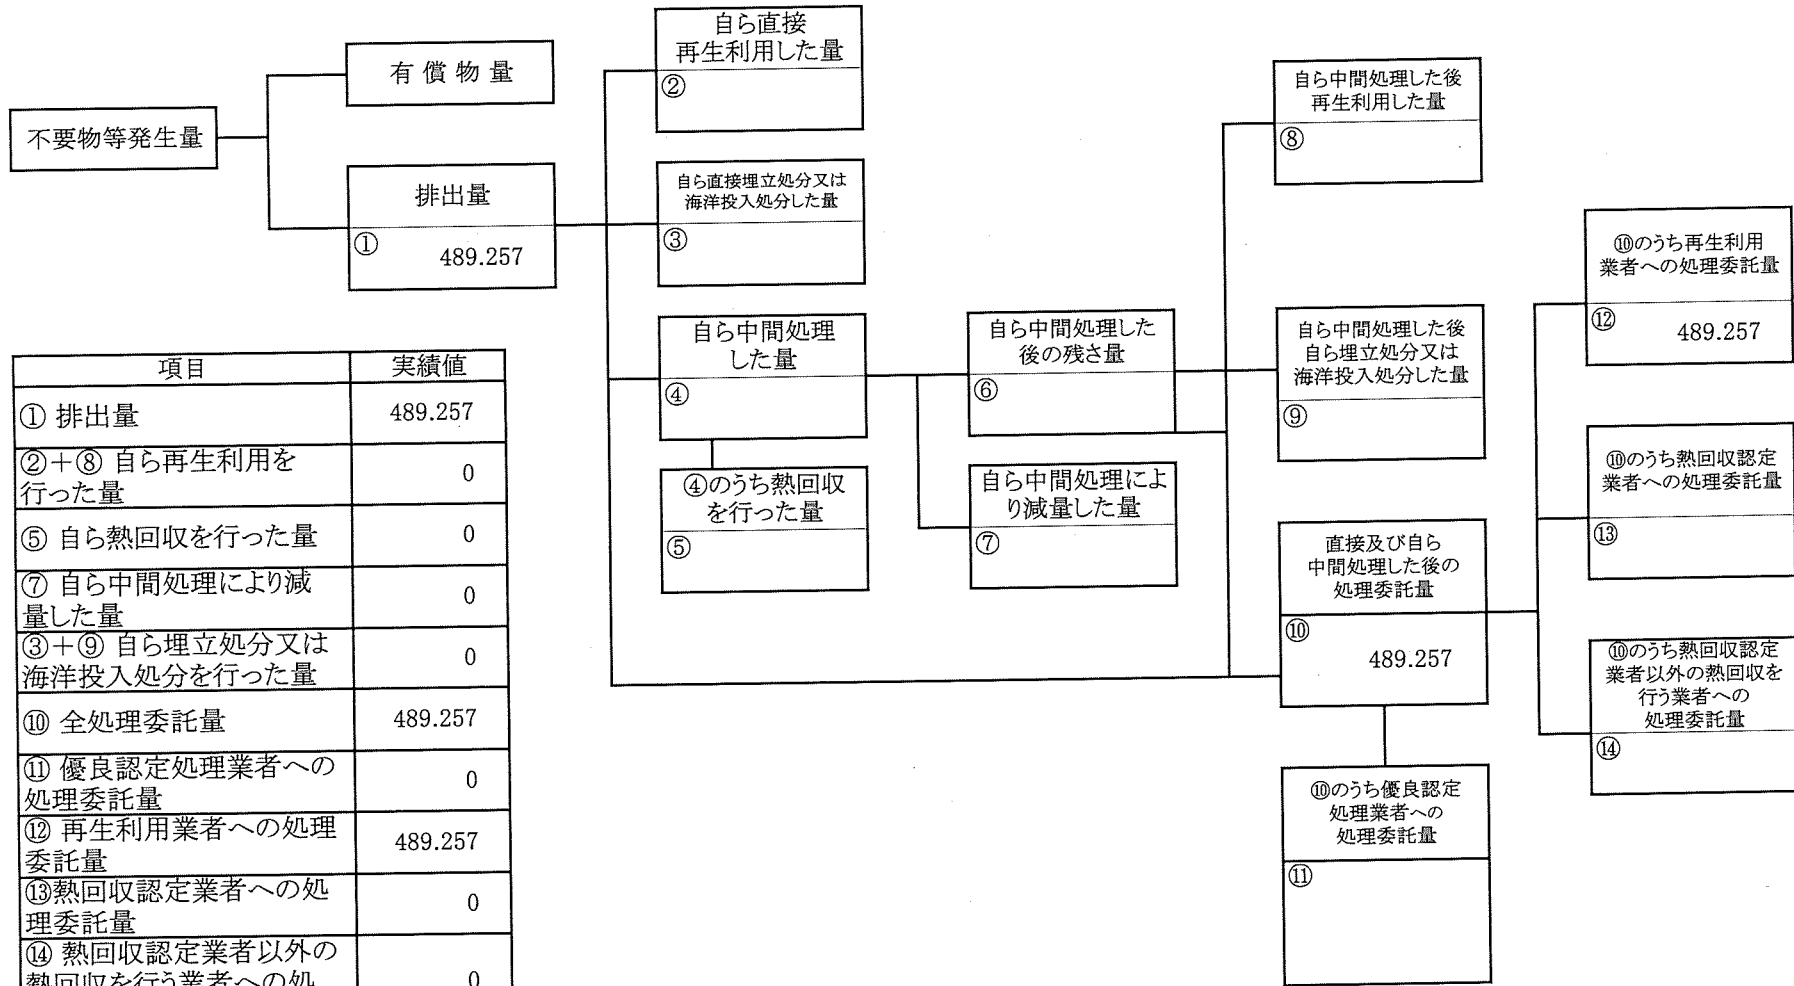 不要物等発生量
有償物量
排出量
①
489.257
自ら直接
再生利用した量
②
自ら直接埋立処分又は
海洋投入処分した量
③
自ら中間処理
した量
④
④のうち熱回収
を行った量
⑤
自ら中間処理した
後の残さ量
⑥
自ら中間処理によ
り減量した量
⑦
自ら中間処理した後
再生利用した量
⑧
自ら中間処理した後
自ら埋立処分又は
海洋投入処分した量
⑨
直接及び自ら
中間処理した後の
処理委託量
⑩
489.257
⑩のうち優良認定
処理業者への
処理委託量
⑪
⑩のうち再生利用
業者への処理委託量
⑫
489.257
⑩のうち熱回収認定
業者への処理委託量
⑬
⑩のうち熱回収認定
業者以外の熱回収を
行う業者への
処理委託量
⑭
項目 実績値
① 排出量 489.257
②+⑧ 自ら再生利用を
行った量 0
⑤ 自ら熱回収を行った量 0
⑦ 自ら中間処理により減
量した量 0
③+⑨ 自ら埋立処分又は
海洋投入処分を行った量 0
⑩ 全処理委託量 489.257
⑪ 優良認定処理業者への
処理委託量 0
⑫ 再生利用業者への処理
委託量 489.257
⑬熱回収認定業者への処
理委託量 0
⑭ 熱回収認定業者以外の
熱回収を行う業者への処 0